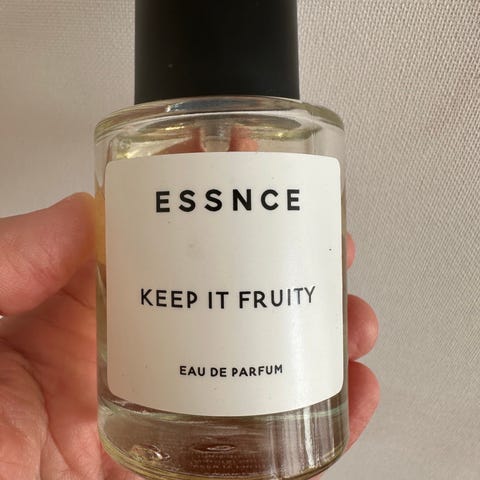 ESSNCE
KEEP IT FRUITY
EAU DE PARFUM